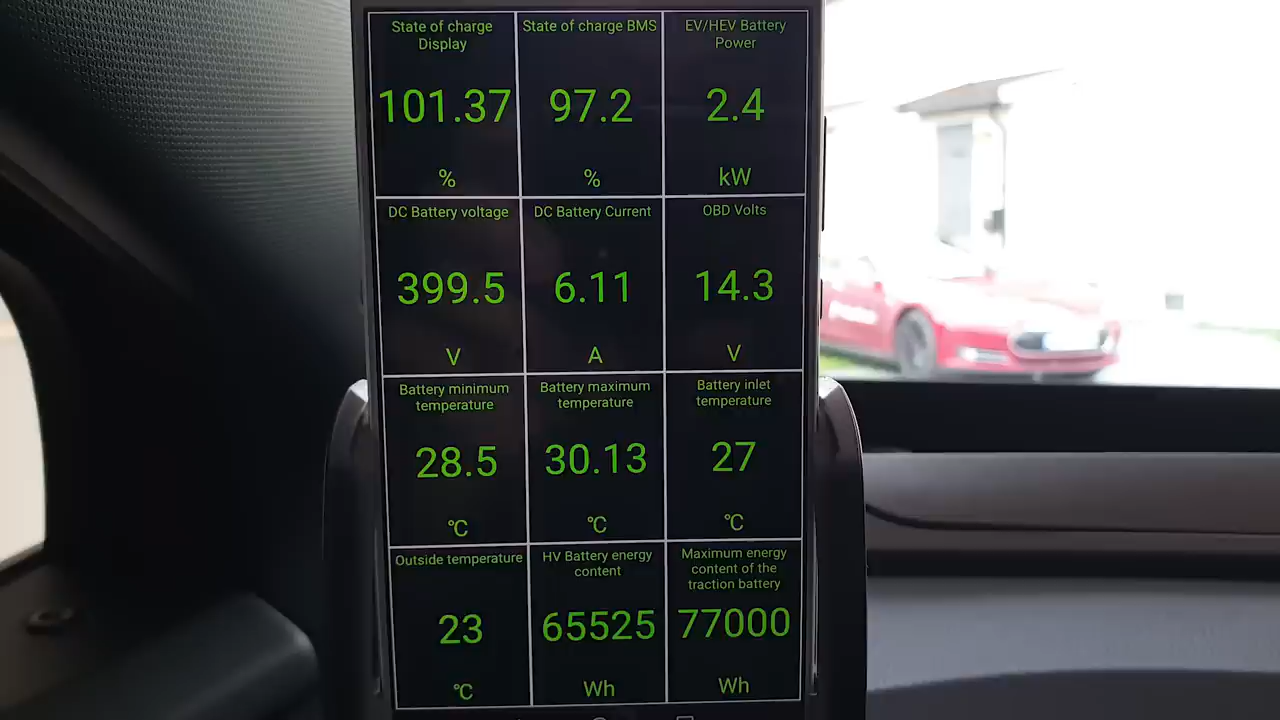 State of charge
Display
101.37
%
State of charge BMS
97.2
%
EV/HEV Battery
Power
2.4
kW
DC Battery voltage
399.5
V
DC Battery Current
6.11
A
OBD Volts
14.3
V
Battery minimum
temperature
28.5
℃
Battery maximum
temperature
30.13
℃
Battery inlet
temperature
27
℃
Outside temperature
23
℃
HV Battery energy
content
65525
Wh
Maximum energy
content of the
traction battery
77000
Wh